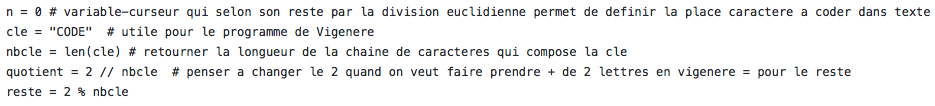 n = 0 # variable-curseur qui selon son reste par la division euclidienne permet de definir la place caractere a coder dans texte
cle = "CODE"  # utile pour le programme de Vigenere
nbcle = len(cle) # retourner la longueur de la chaine de caracteres qui compose la cle
quotient = 2 // nbcle  # penser a changer le 2 quand on veut faire prendre + de 2 lettres en vigenere = pour le reste
reste = 2 % nbcle